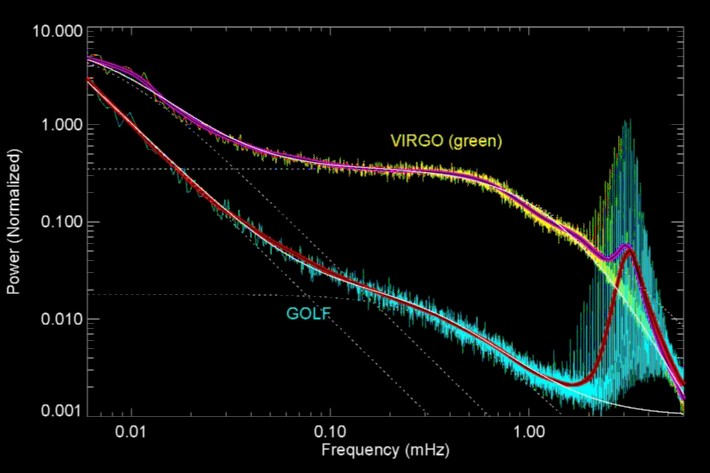 10.000
1.000
0.100
0.010
0.001
Power (Normalized)
VIRGO (green)
GOLF
0.01 0.10 1.00
Frequency (mHz)